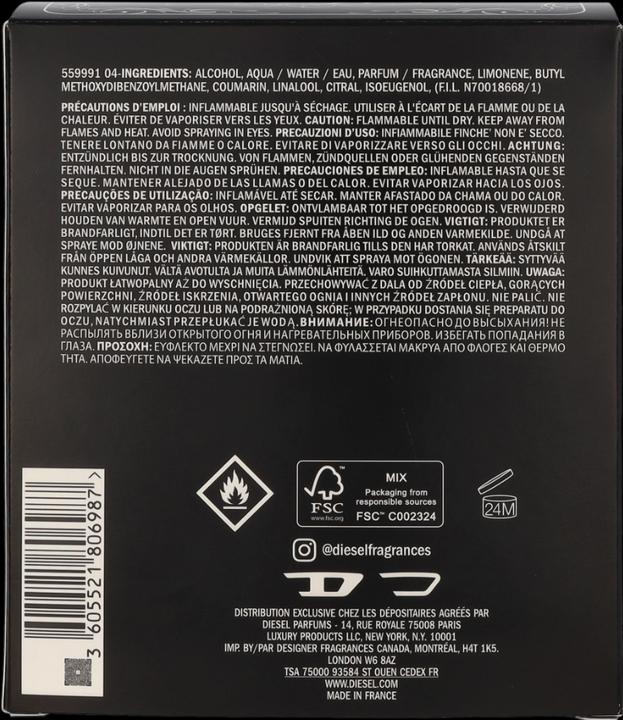 559991 04-INGREDIENTS: ALCOHOL, AQUA / WATER / EAU, PARFUM / FRAGRANCE, LIMONENE, BUTYL
METHOXYDIBENZOYLMETHANE, COUMARIN, LINALOOL, CITRAL, ISOEUGENOL, (F.I.L. N70018668/1)
PRÉCAUTIONS D'EMPLOI : INFLAMMABLE JUSQU'À SÉCHAGE. UTILISER À L'ÉCART DE LA FLAMME OU DE LA
CHALEUR. ÉVITER DE VAPORISER VERS LES YEUX. CAUTION: FLAMMABLE UNTIL DRY. KEEP AWAY FROM
FLAMES AND HEAT. AVOID SPRAYING IN EYES. PRECAUZIONI D'USO: INFIAMMABILE FINCHE' NON E' SECCO.
TENERE LONTANO DA FIAMME O CALORE. EVITARE DI VAPORIZZARE VERSO GLI OCCHI. ACHTUNG:
ENTZÜNDLICH BIS ZUR TROCKNUNG. VON FLAMMEN, ZÜNDQUELLEN ODER GLÜHENDEN GEGENSTÄNDEN
FERNHALTEN. NICHT IN DIE AUGEN SPRÜHEN. PRECAUCIONES DE EMPLEO: INFLAMABLE HASTA QUE SE
SEQUE. MANTENER ALEJADO DE LAS LLAMAS O DEL CALOR. EVITAR VAPORIZAR HACIA LOS OJOS.
PRECAUÇÕES DE UTILIZAÇÃO: INFLAMÁVEL ATÉ SECAR. MANTER AFASTADO DA CHAMA OU DO CALOR.
EVITAR VAPORIZAR PARA OS OLHOS. OPGELET: ONTVLAMBAAR TOT HET OPGEDROOGD IS. VERWIJDERD
HOUDEN VAN WARMTE EN OPEN VUUR. VERMIJD SPUITEN RICHTING DE OGEN. VIGTIGT: PRODUKTET ER
BRANDFARLIGT, INDTIL DET ER TØRT. BRUGES FJERNT FRA ÅBEN ILD OG ANDEN VARMEKILDE. UNDGÅ AT
SPRAYE MOD ØJNENE. VIKTIGT: PRODUKTEN ÄR BRANDFARLIG TILLS DEN HAR TORKAT. ANVÄNDS ÅTSKILT
FRÅN ÖPPEN LÅGA OCH ANDRA VÄRMEKÄLLOR. UNDVIK ATT SPRAYA MOT ÖGONEN. TÄRKEÄÄ: SYTTYVÄÄ
KUNNES KUIVUNUT. VÄLTÄ AVOTULTA JA MUITA LÄMMÖNLÄHTEITÄ. VARO SUIHKUTTAMASTA SILMIIN. UWAGA:
PRODUKT ŁATWOPALNY AŻ DO WYSCHNIĘCIA. PRZECHOWYWAĆ Z DALA OD ŹRÓDEŁ CIEPŁA, GORĄCYCH
POWIERZCHNI, ŹRÓDEŁ ISKRZENIA, OTWARTEGO OGNIA I INNYCH ŹRÓDEŁ ZAPŁONU. NIE PALIĆ. NIE
ROZPYLAĆ W KIERUNKU OCZU LUB NA PODRAŻNIONĄ SKÓRĘ; W PRZYPADKU DOSTANIA SIĘ PREPARATU DO
OCZU, NATYCHMIAST PRZEPŁUKAĆ JE WODĄ. ВНИМАНИЕ: ОГНЕОПАСНО ДО ВЫСЫХАНИЯ! НЕ
РАСПЫЛЯТЬ ВБЛИЗИ ОТКРЫТОГО ОГНЯ И НАГРЕВАТЕЛЬНЫХ ПРИБОРОВ. ИЗБЕГАТЬ ПОПАДАНИЯ В
ГЛАЗА. ΠΡΟΣΟΧΗ: ΕΥΦΛΕΚΤΟ ΜΕΧΡΙ ΝΑ ΣΤΕΓΝΩΣΕΙ. ΝΑ ΦΥΛΑΣΣΕΤΑΙ ΜΑΚΡΥΑ ΑΠΟ ΦΛΟΓΕΣ ΚΑΙ ΘΕΡΜΟ
ΤΗΤΑ. ΑΠΟΦΕΥΓΕΤΕ ΝΑ ΨΕΚΑΖΕΤΕ ΠΡΟΣ ΤΑ ΜΑΤΙΑ.
FSC™
www.fsc.org
MIX
Packaging from
responsible sources
FSC™ C002324
24M
@dieselfragrances
3 605521 806987 >
DISTRIBUTION EXCLUSIVE CHEZ LES DÉPOSITAIRES AGRÉÉS PAR
DIESEL PARFUMS - 14, RUE ROYALE 75008 PARIS
LUXURY PRODUCTS LLC, NEW YORK, N.Y. 10001
IMP. BY/PAR DESIGNER FRAGRANCES CANADA, MONTRÉAL, H4T 1K5.
LONDON W6 8AZ
TSA 75000 93584 ST OUEN CEDEX FR
WWW.DIESEL.COM
MADE IN FRANCE